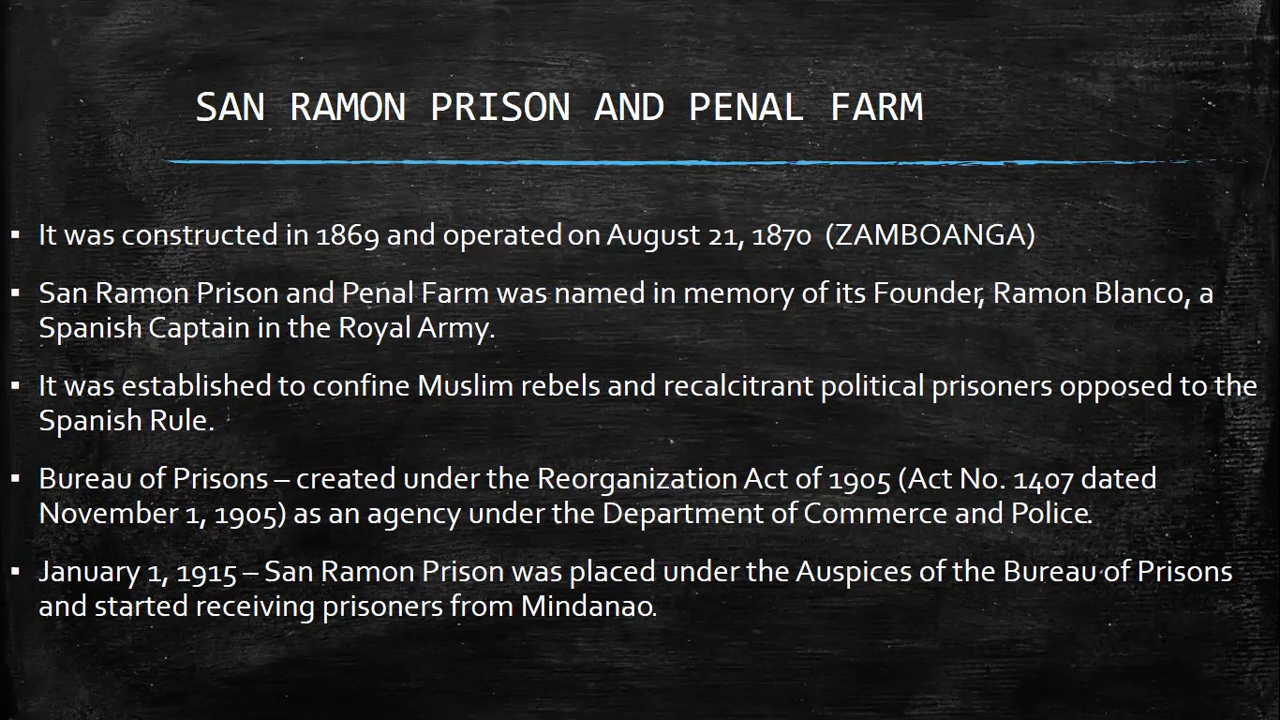 SAN RAMON PRISON AND PENAL FARM
▪ It was constructed in 1869 and operated on August 21, 1870 (ZAMBOANGA)
▪ San Ramon Prison and Penal Farm was named in memory of its Founder, Ramon Blanco, a
Spanish Captain in the Royal Army.
▪ It was established to confine Muslim rebels and recalcitrant political prisoners opposed to the
Spanish Rule.
▪ Bureau of Prisons – created under the Reorganization Act of 1905 (Act No. 1407 dated
November 1, 1905) as an agency under the Department of Commerce and Police.
▪ January 1, 1915 – San Ramon Prison was placed under the Auspices of the Bureau of Prisons
and started receiving prisoners from Mindanao.